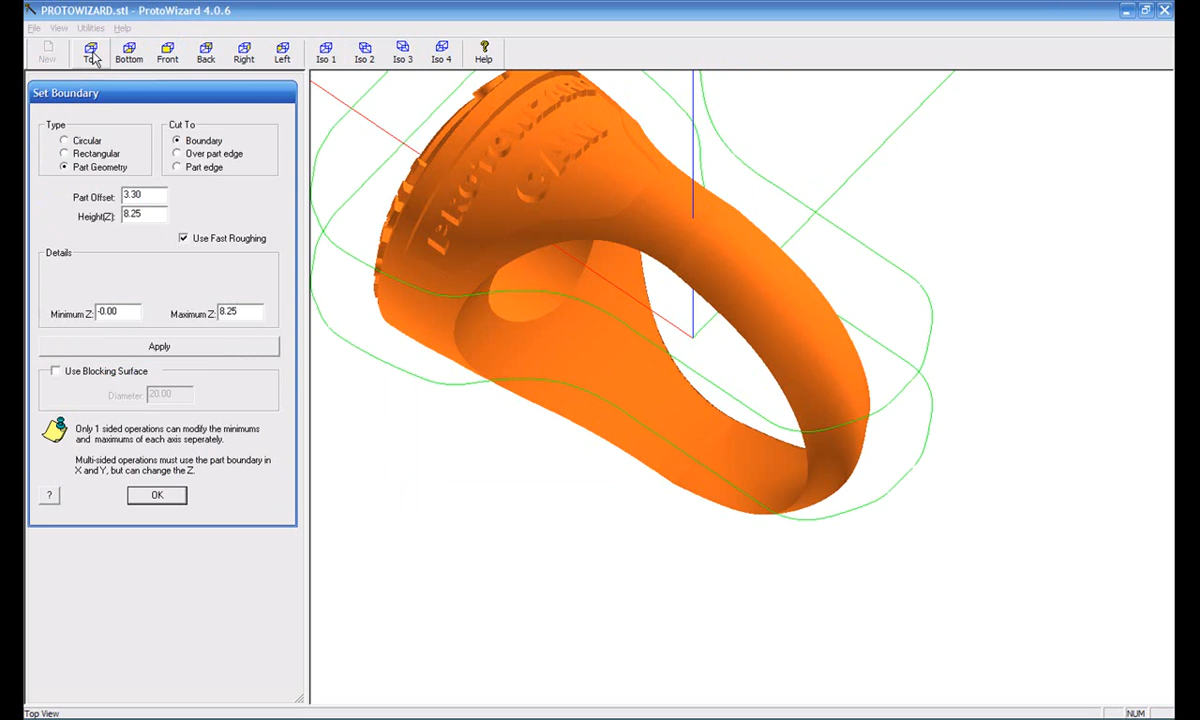 PROTOWIZARD.stl - ProtoWizard 4.0.6
File View Utilities Help
New Top Bottom Front Back Right Left Iso 1 Iso 2 Iso 3 Iso 4 Help
Set Boundary
Type
Circular
Rectangular
Part Geometry
Cut To
Boundary
Over part edge
Part edge
Part Offset: 3.30
Height(Z): 8.25
Use Fast Roughing
Details
Minimum Z: -0.00 Maximum Z: 8.25
Apply
Use Blocking Surface
Diameter: 20.00
Only 1 sided operations can modify the minimums
and maximums of each axis seperately.
Multi-sided operations must use the part boundary in
X and Y, but can change the Z.
? OK
PROTOWIZARD
CAM
Top View NUM